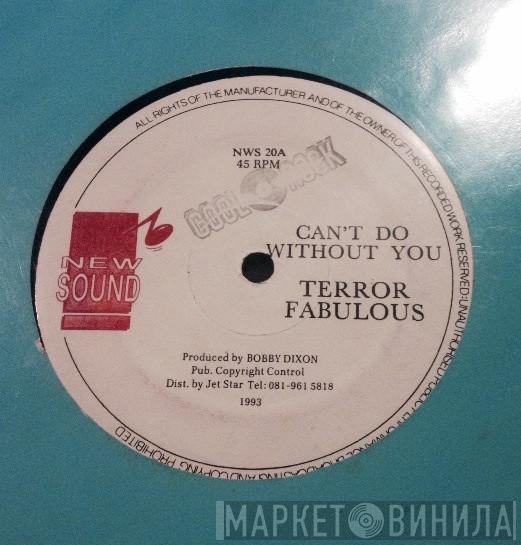 ALL RIGHTS OF THE MANUFACTURER AND OF THE OWNER OF THIS RECORDED WORK RESERVED: UNAUTHORISED PUBLIC PERFORMANCE BROADCASTING AND COPYING PROHIBITED
NWS 20A
45 RPM
COOL ROCK
CAN'T DO
WITHOUT YOU
TERROR
FABULOUS
NEW
SOUND
Produced by BOBBY DIXON
Pub. Copyright Control
Dist. by Jet Star Tel: 081-961 5818
1993
МАРКЕТ ВИНИЛА